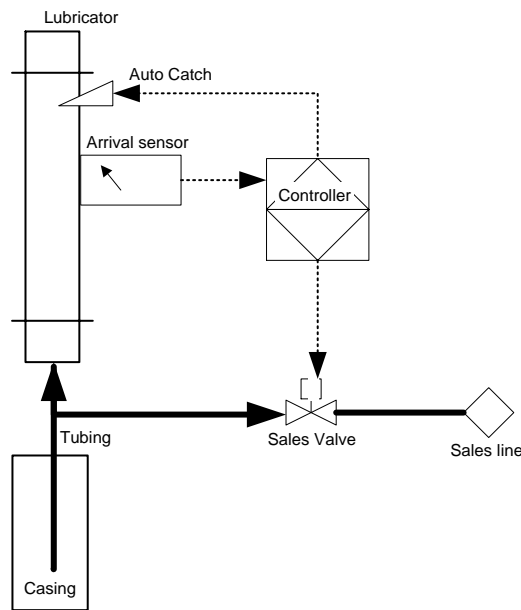 Lubricator
Auto Catch
Arrival sensor
Controller
Tubing
Sales Valve
Sales line
Casing